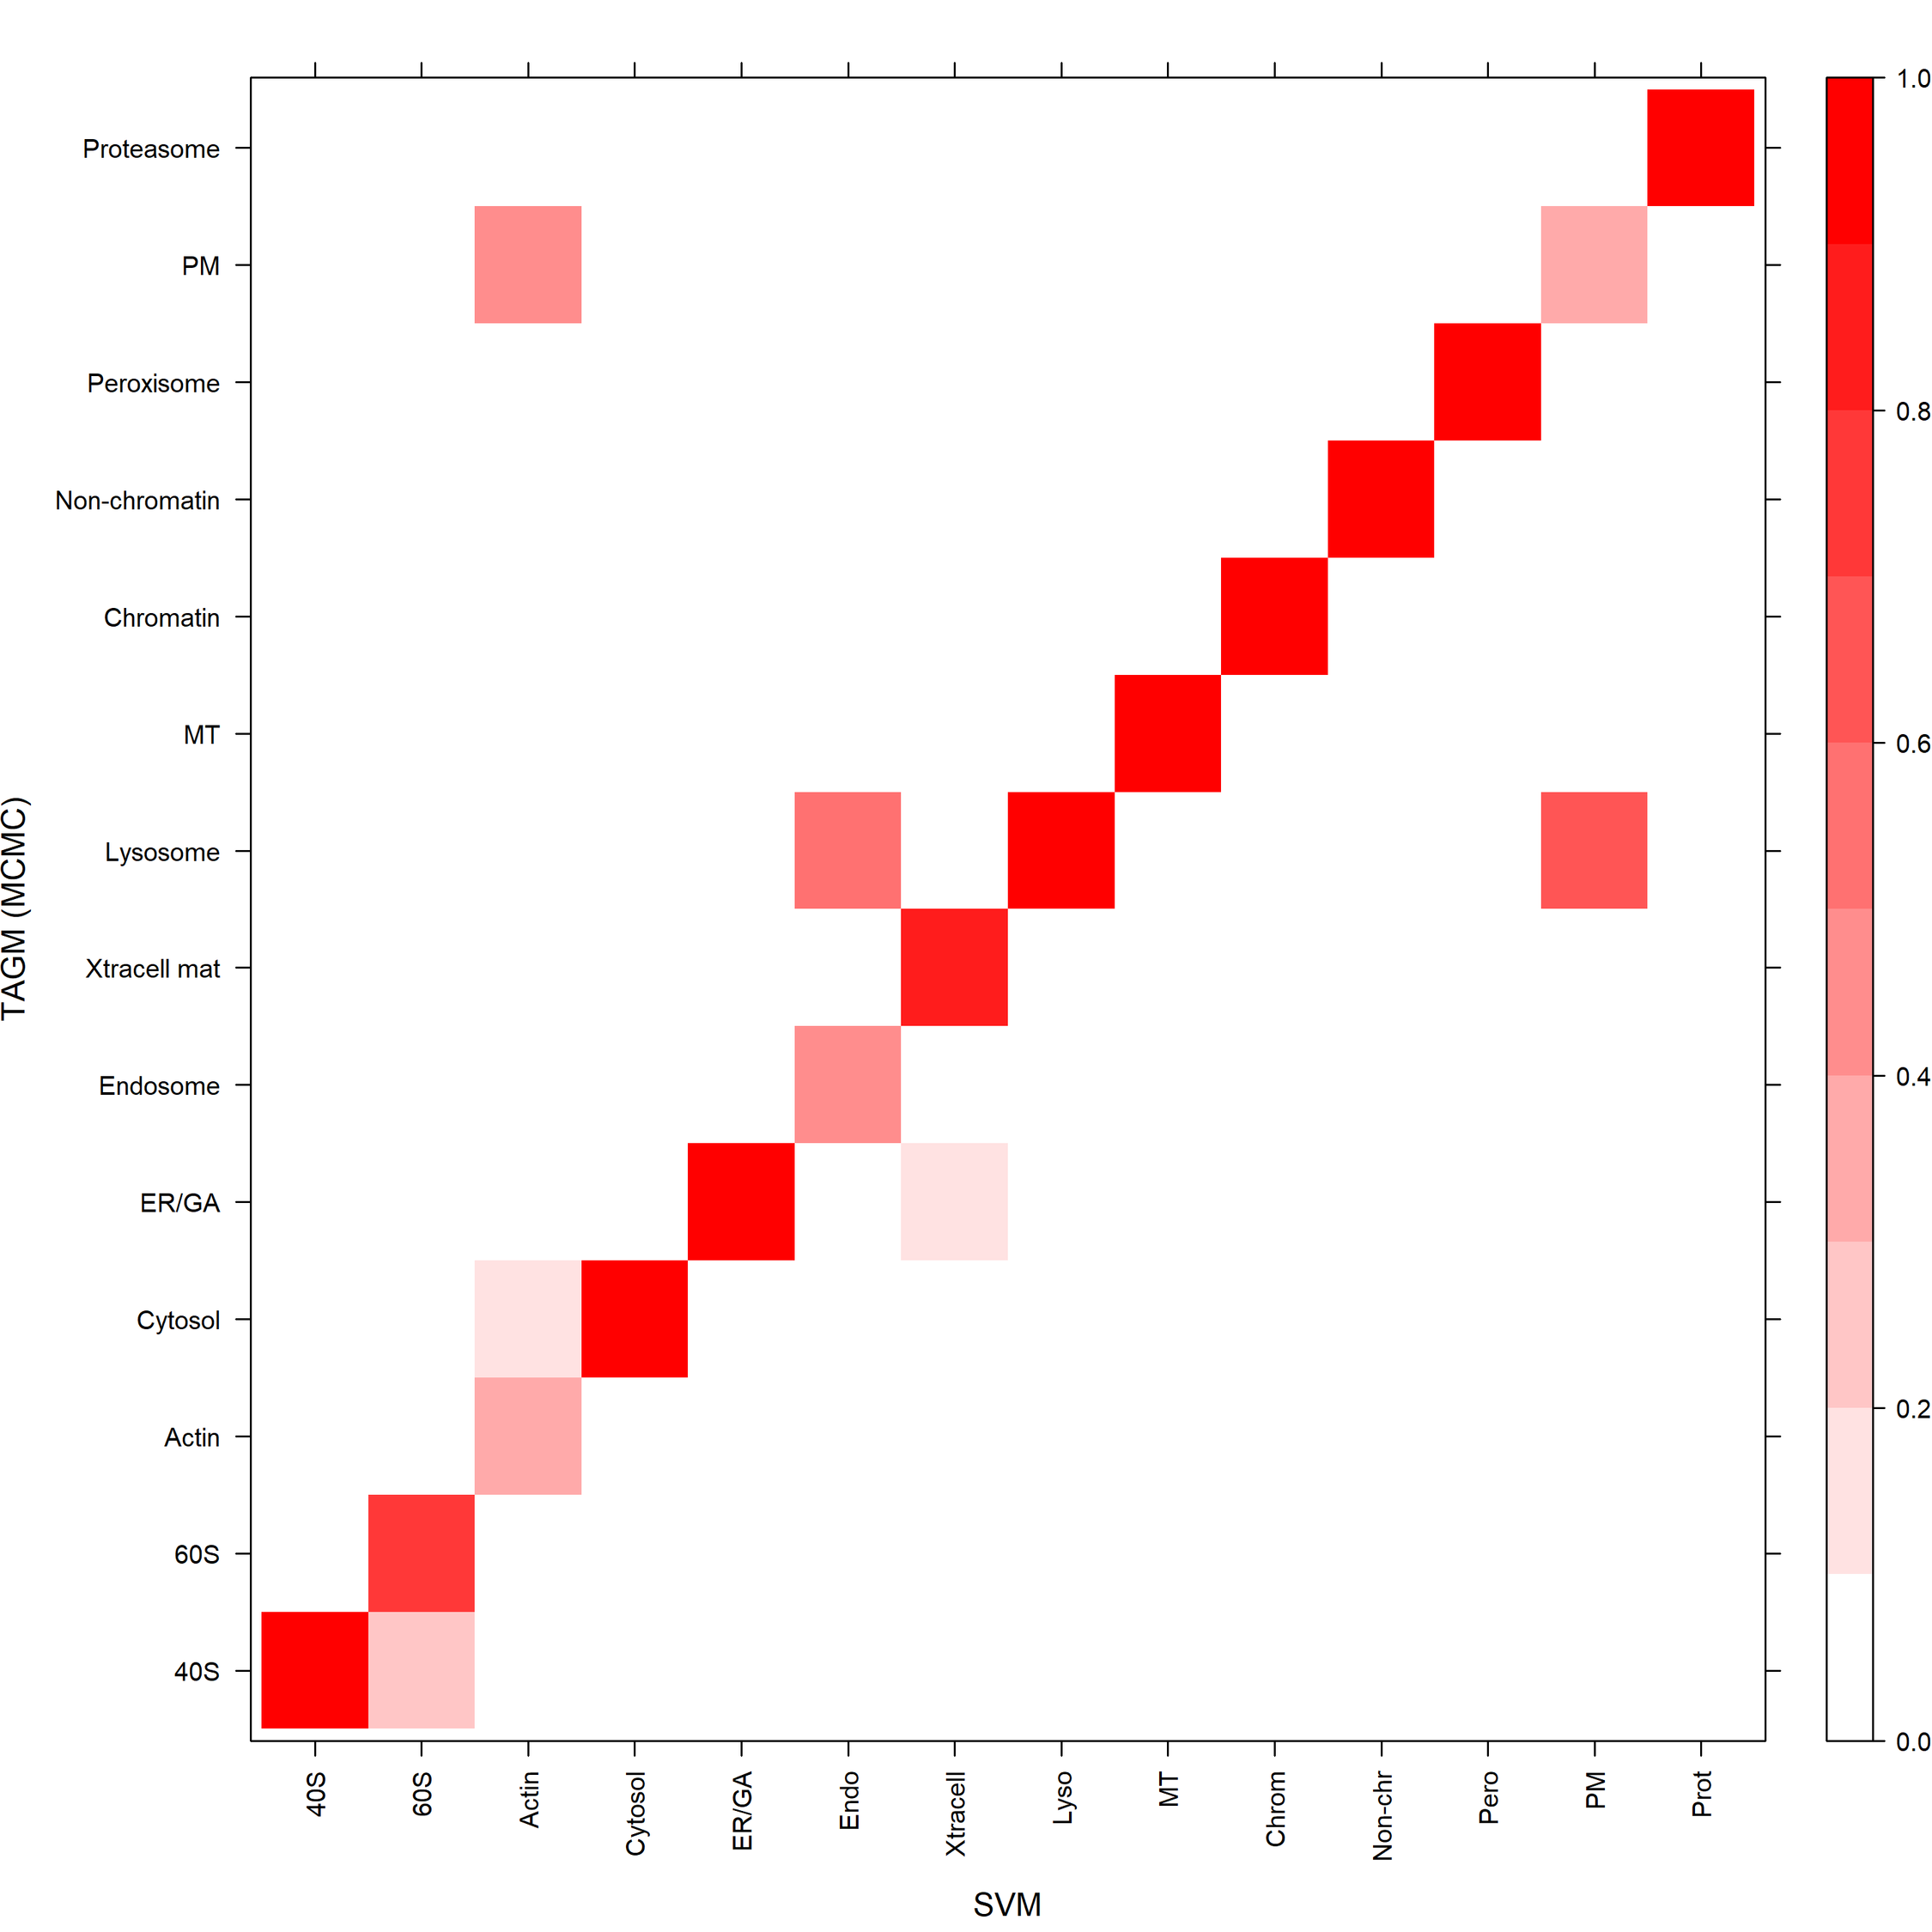 1.0
Proteasome
PM
Peroxisome
0.8
Non-chromatin
Chromatin
MT
0.6
Lysosome
TAGM (MCMC)
Xtracell mat
Endosome
0.4
ER/GA
Cytosol
0.2
Actin
60S
40S
0.0
40S 60S Actin Cytosol ER/GA Endo Xtracell Lyso MT Chrom Non-chr Pero PM Prot
SVM